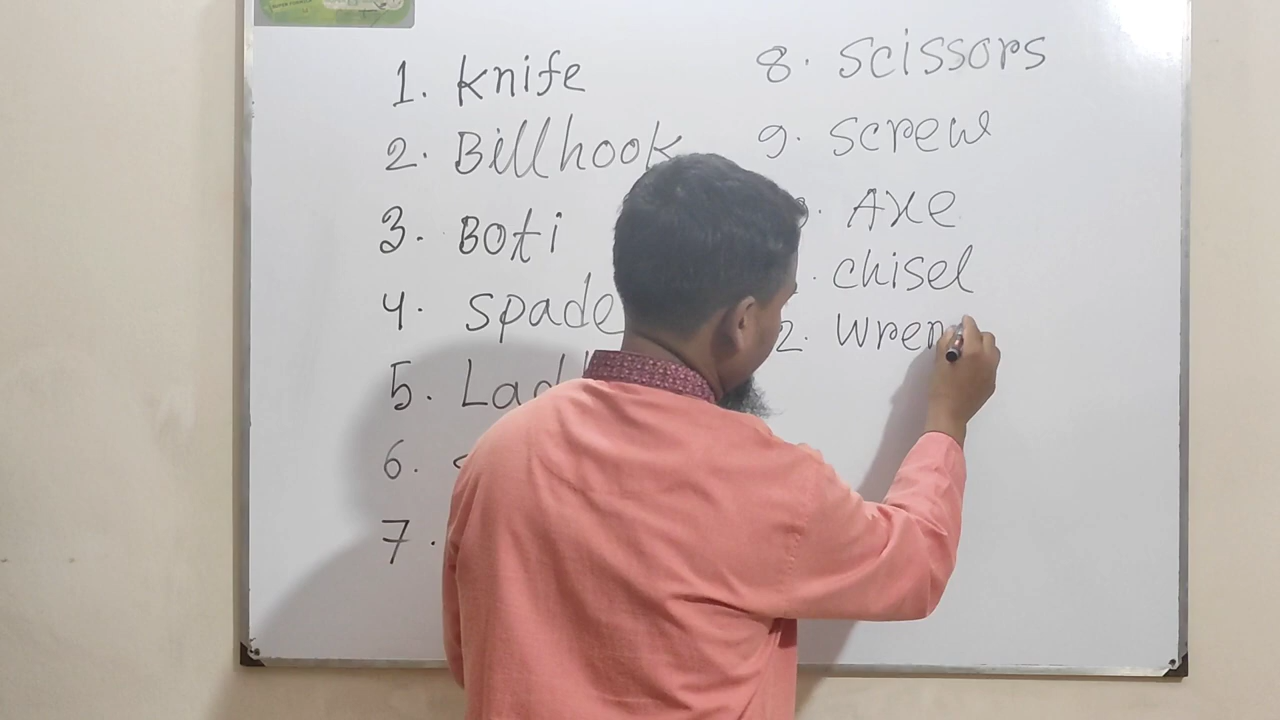 1. Knife
2. Billhook
3. Boti
4. Spade
5.
6.
7.
8. Scissors
9. Screw
Axe
chisel
2. Wren